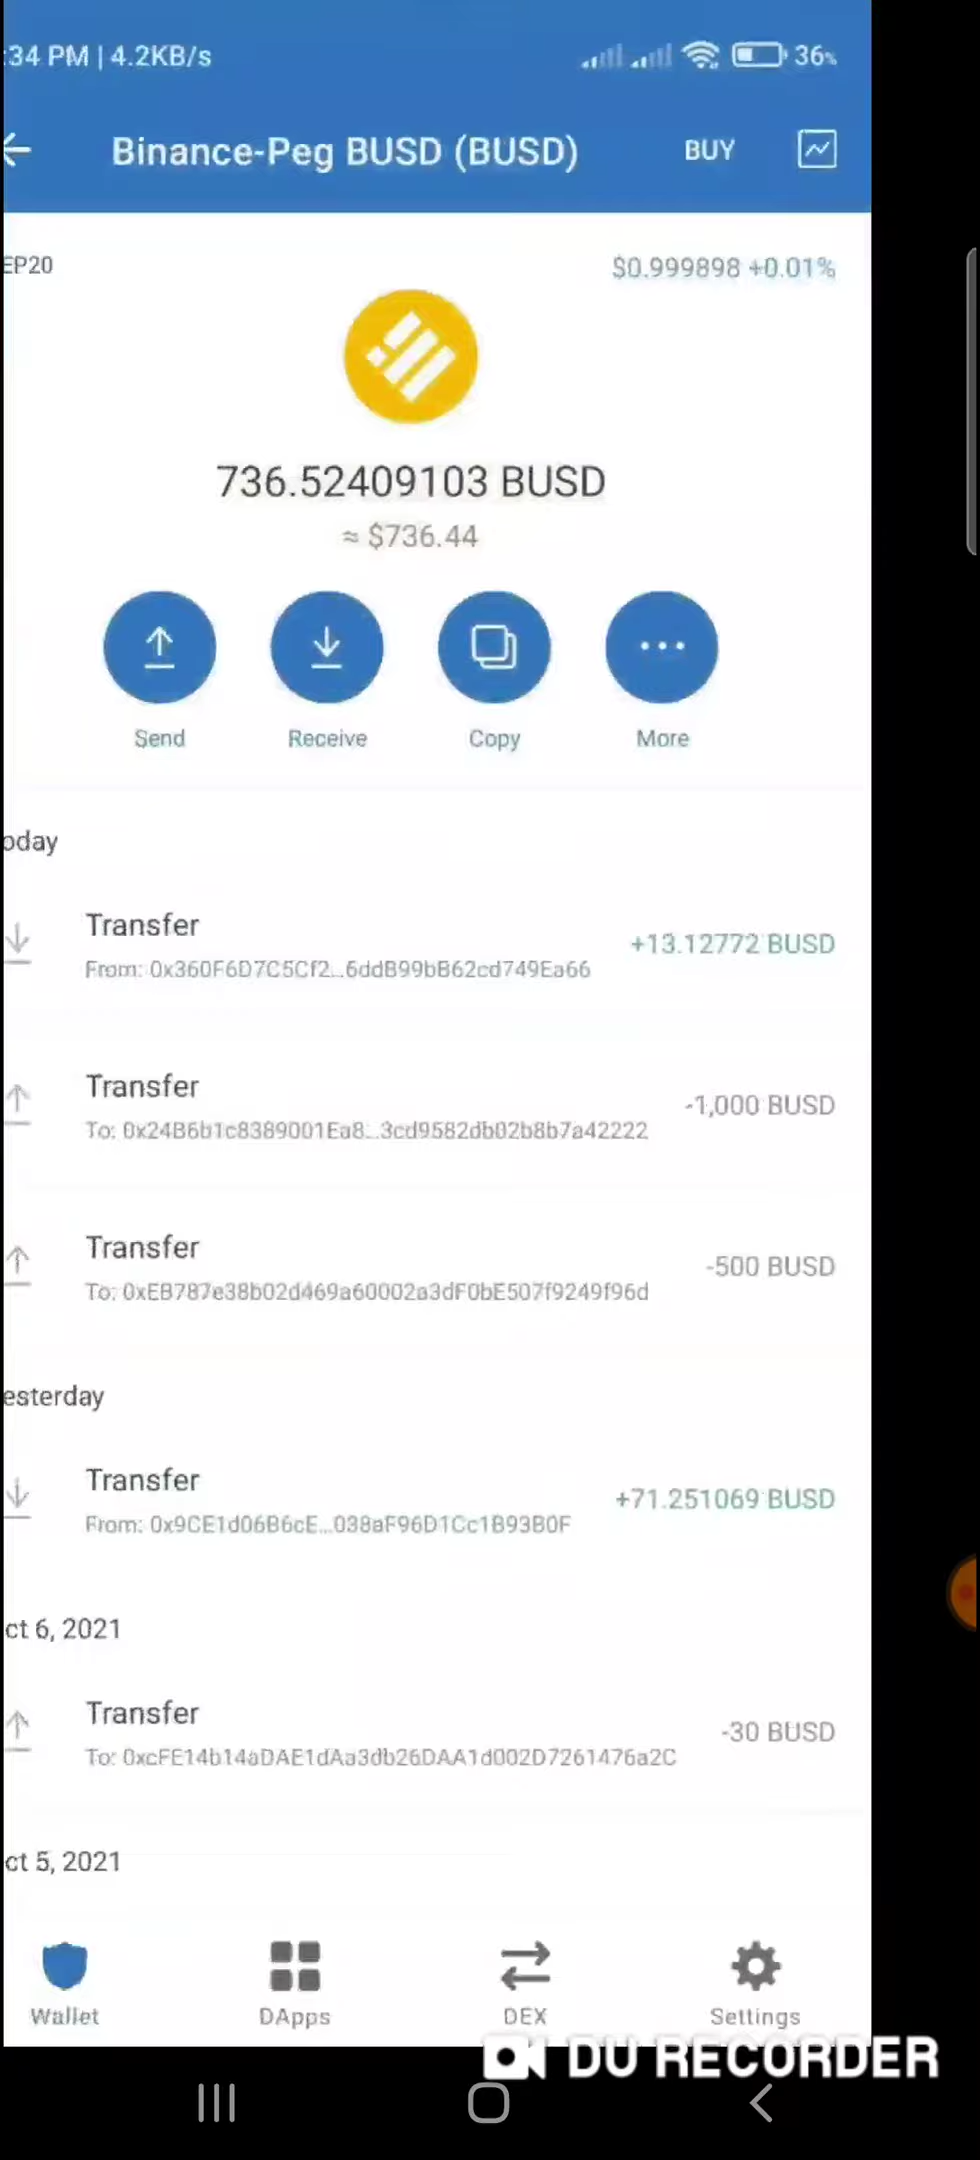 :34 PM | 4.2KB/s 36%
Binance-Peg BUSD (BUSD) BUY
EP20 $0.999898 +0.01%
736.52409103 BUSD
≈ $736.44
Send Receive Copy More
oday
Transfer
+13.12772 BUSD
From: 0x360F6D7C5Cf2...6ddB99bB62cd749Ea66
Transfer
-1,000 BUSD
To: 0x24B6b1c8389001Ea8...3cd9582db02b8b7a42222
Transfer
-500 BUSD
To: 0xEB787e38b02d469a60002a3dF0bE507f9249f96d
esterday
Transfer
+71.251069 BUSD
From: 0x9CE1d06B6cE...038aF96D1Cc1B93B0F
ct 6, 2021
Transfer
-30 BUSD
To: 0xcFE14b14aDAE1dAa3db26DAA1d002D7261476a2C
ct 5, 2021
Wallet DApps DEX Settings
DU RECORDER